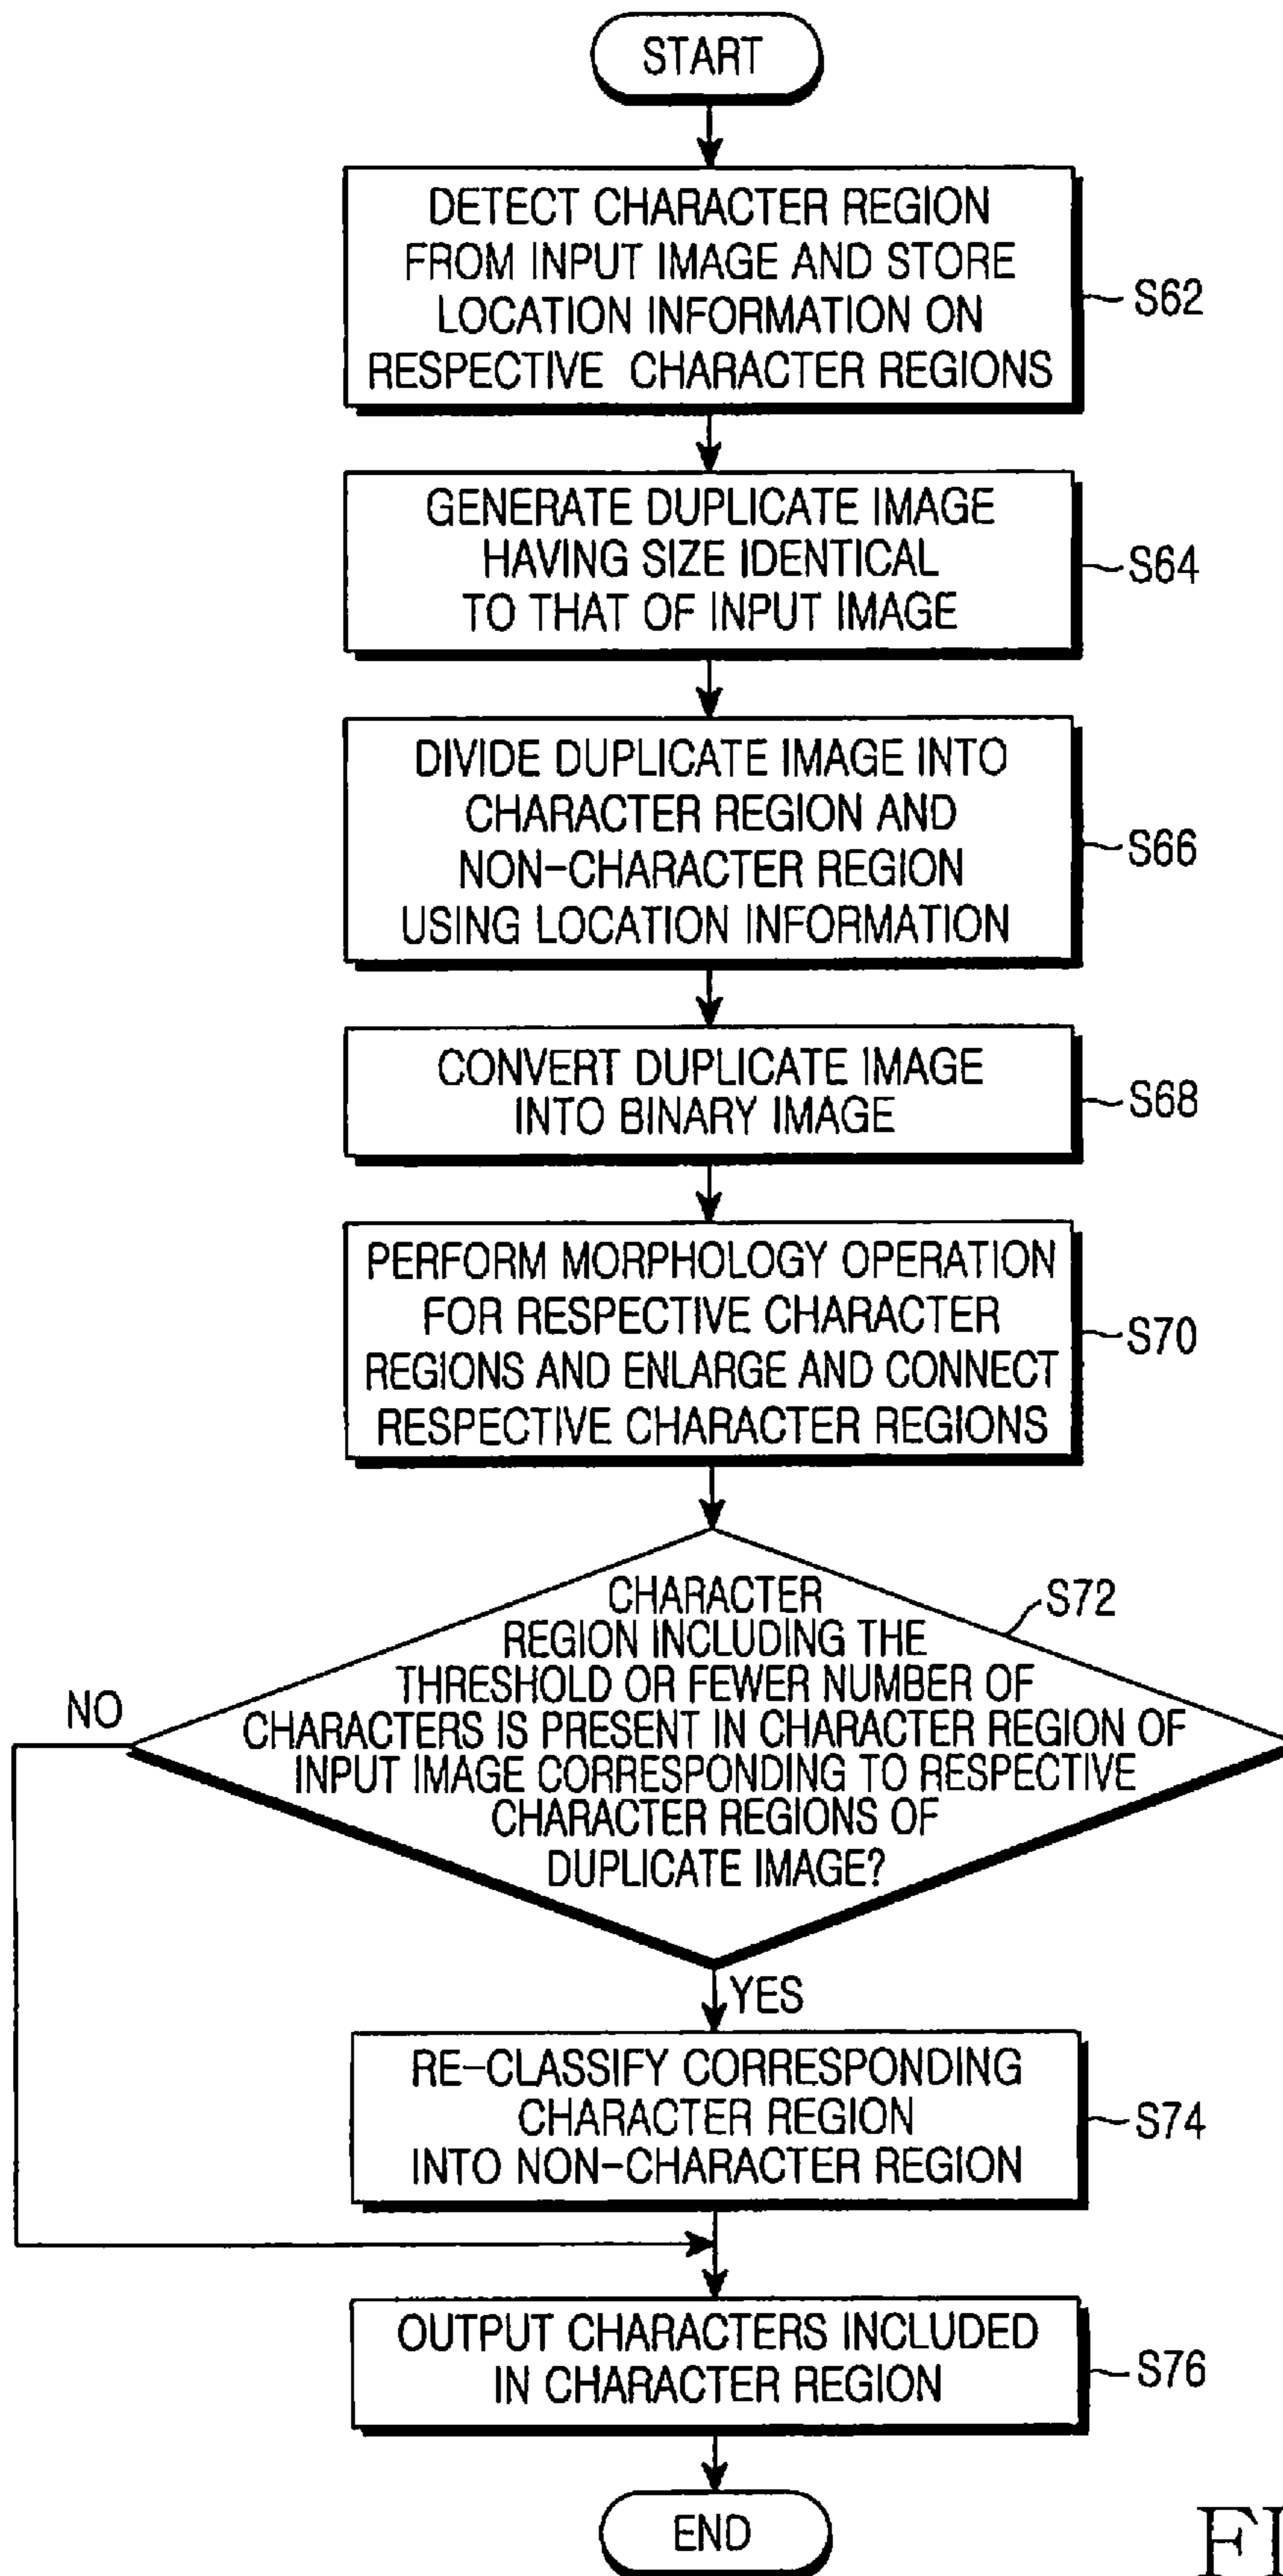 START
DETECT CHARACTER REGION
FROM INPUT IMAGE AND STORE
LOCATION INFORMATION ON
RESPECTIVE CHARACTER REGIONS
S62
GENERATE DUPLICATE IMAGE
HAVING SIZE IDENTICAL
TO THAT OF INPUT IMAGE
S64
DIVIDE DUPLICATE IMAGE INTO
CHARACTER REGION AND
NON-CHARACTER REGION
USING LOCATION INFORMATION
S66
CONVERT DUPLICATE IMAGE
INTO BINARY IMAGE
S68
PERFORM MORPHOLOGY OPERATION
FOR RESPECTIVE CHARACTER
REGIONS AND ENLARGE AND CONNECT
RESPECTIVE CHARACTER REGIONS
S70
CHARACTER
REGION INCLUDING THE
THRESHOLD OR FEWER NUMBER OF
CHARACTERS IS PRESENT IN CHARACTER REGION OF
INPUT IMAGE CORRESPONDING TO RESPECTIVE
CHARACTER REGIONS OF
DUPLICATE IMAGE?
S72
NO
YES
RE-CLASSIFY CORRESPONDING
CHARACTER REGION
INTO NON-CHARACTER REGION
S74
OUTPUT CHARACTERS INCLUDED
IN CHARACTER REGION
S76
END